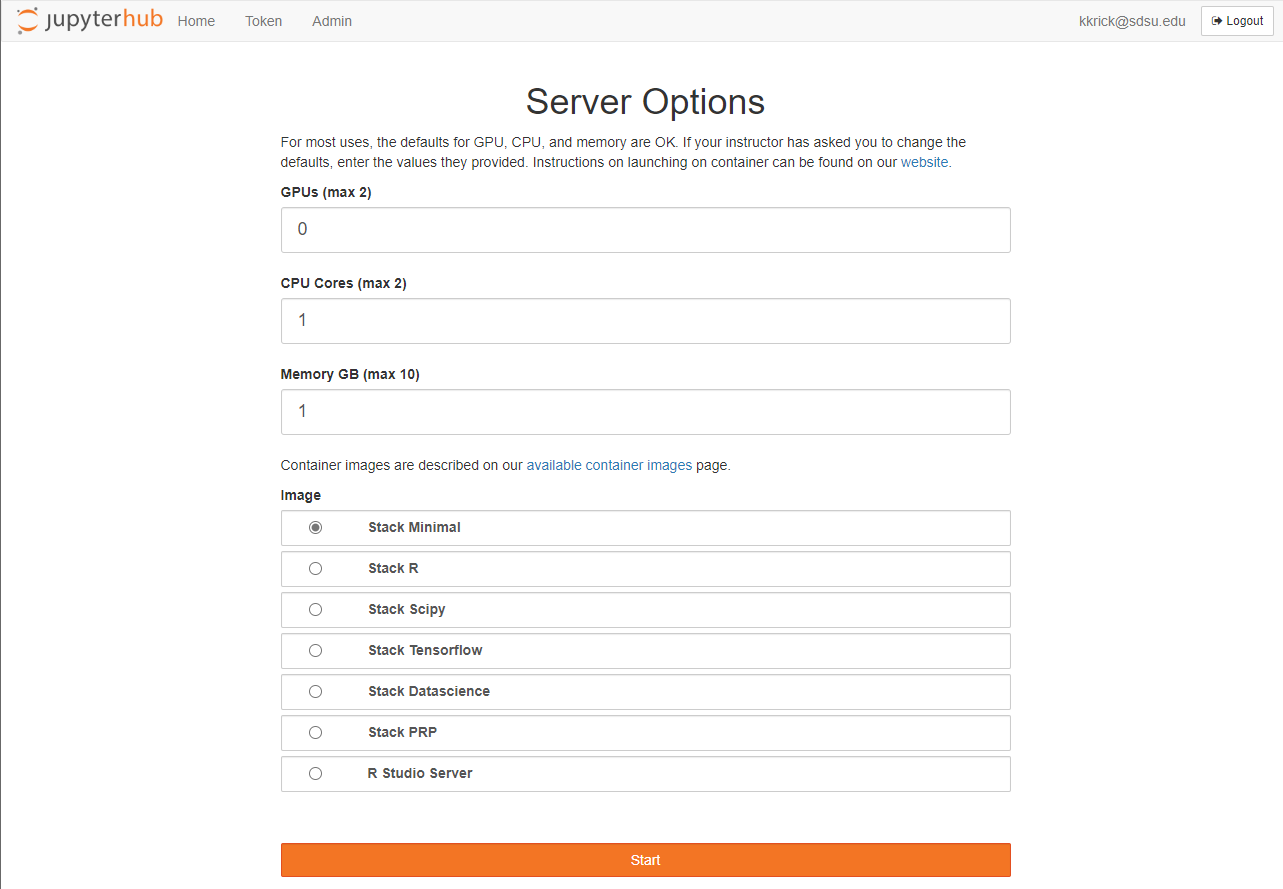 jupyterhub Home Token Admin kkrick@sdsu.edu Logout
Server Options
For most uses, the defaults for GPU, CPU, and memory are OK. If your instructor has asked you to change the
defaults, enter the values they provided. Instructions on launching on container can be found on our website.
GPUs (max 2)
0
CPU Cores (max 2)
1
Memory GB (max 10)
1
Container images are described on our available container images page.
Image
Stack Minimal
Stack R
Stack Scipy
Stack Tensorflow
Stack Datascience
Stack PRP
R Studio Server
Start